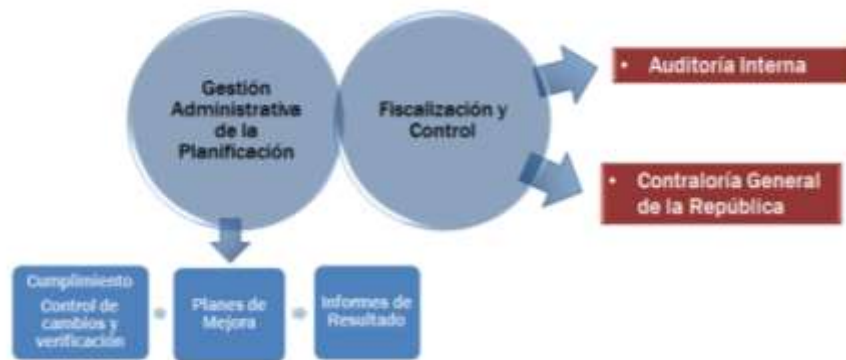 Gestión
Administrativa
de la
Planificación
Fiscalización y
Control
• Auditoría Interna
• Contraloría General
de la República
Cumplimiento
Control de
cambios y
verificación
Planes de
Mejora
Informes de
Resultado